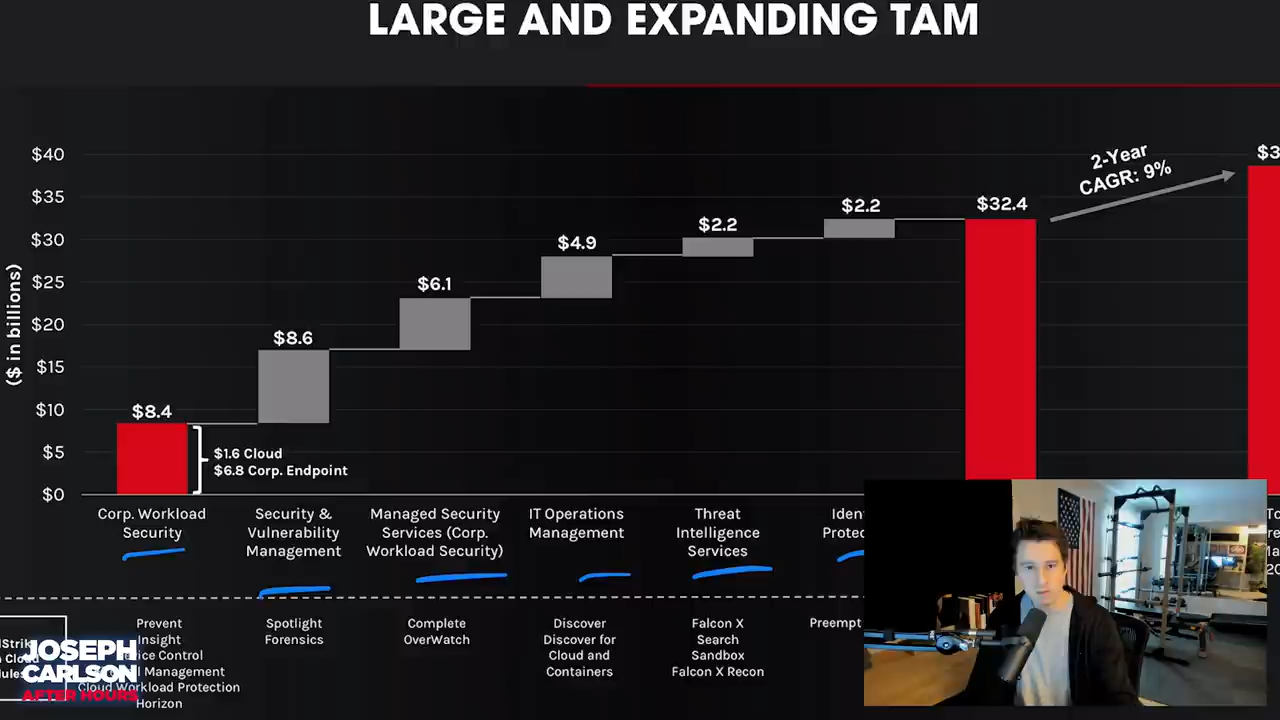 LARGE AND EXPANDING TAM
($ in billions)
$40
$35
$30
$25
$20
$15
$10
$5
$0
$8.4
$8.6
$6.1
$4.9
$2.2
$2.2
$32.4
2-Year
CAGR: 9%
$1.6 Cloud
$6.8 Corp. Endpoint
Corp. Workload
Security
Security &
Vulnerability
Management
Managed Security
Services (Corp.
Workload Security)
IT Operations
Management
Threat
Intelligence
Services
Prevent
Insight
Control
Management
Cloud Workload Protection
Horizon
Spotlight
Forensics
Complete
OverWatch
Discover
Discover for
Cloud and
Containers
Falcon X
Search
Sandbox
Falcon X Recon
Preempt
JOSEPH
CARLSON
AFTER HOURS